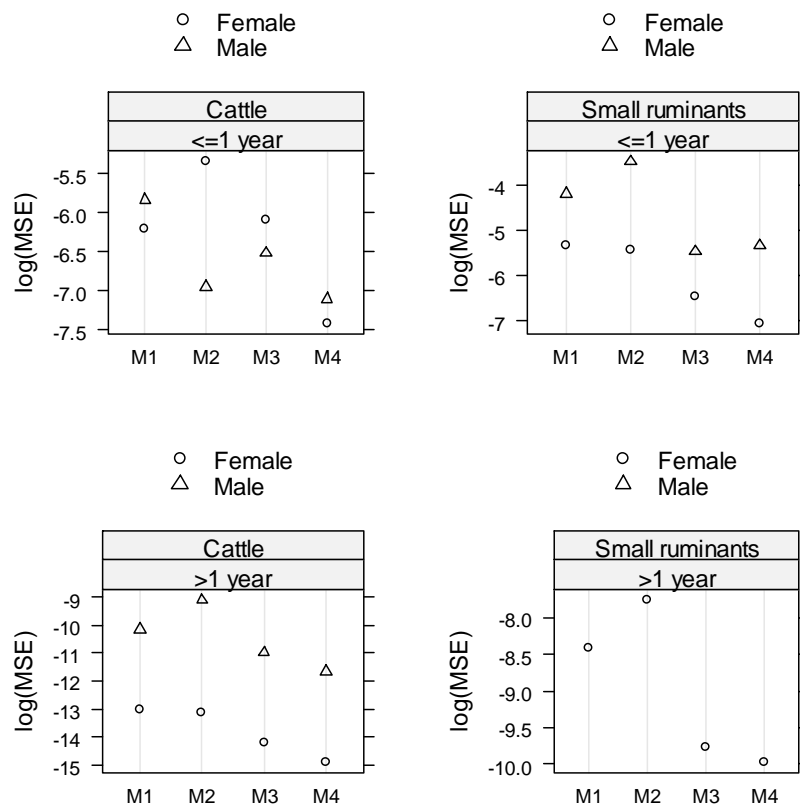 Female
Male
Cattle
<=1 year
log(MSE)
-5.5
-6.0
-6.5
-7.0
-7.5
M1 M2 M3 M4
Female
Male
Small ruminants
<=1 year
log(MSE)
-4
-5
-6
-7
M1 M2 M3 M4
Female
Male
Cattle
>1 year
log(MSE)
-9
-10
-11
-12
-13
-14
-15
M1 M2 M3 M4
Female
Male
Small ruminants
>1 year
log(MSE)
-8.0
-8.5
-9.0
-9.5
-10.0
M1 M2 M3 M4